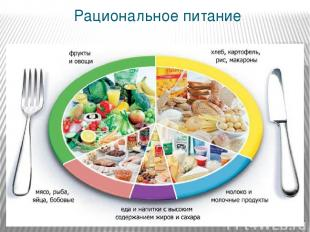 Рациональное питание
фрукты
и овощи
хлеб, картофель,
рис, макароны
мясо, рыба,
яйца, бобовые
молоко и
молочные продукты
еда и напитки с высоким
содержанием жиров и сахара